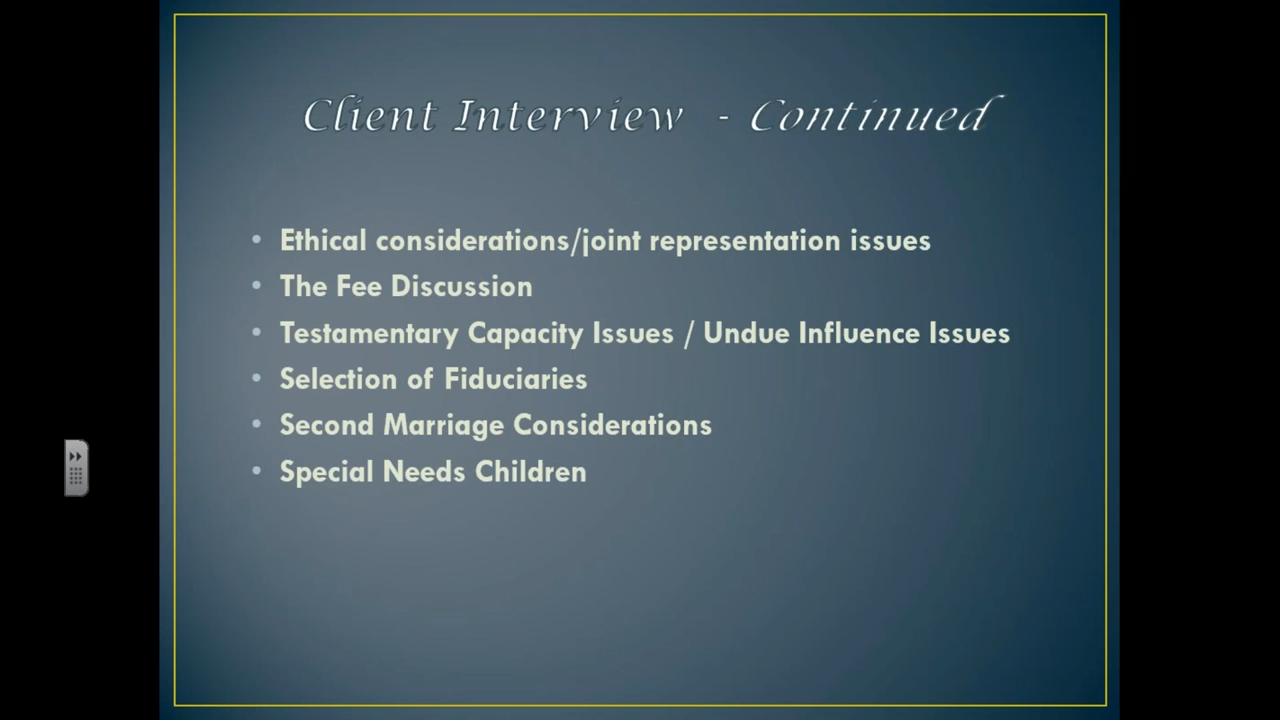 Client Interview - Continued
• Ethical considerations/joint representation issues
• The Fee Discussion
• Testamentary Capacity Issues / Undue Influence Issues
• Selection of Fiduciaries
• Second Marriage Considerations
• Special Needs Children